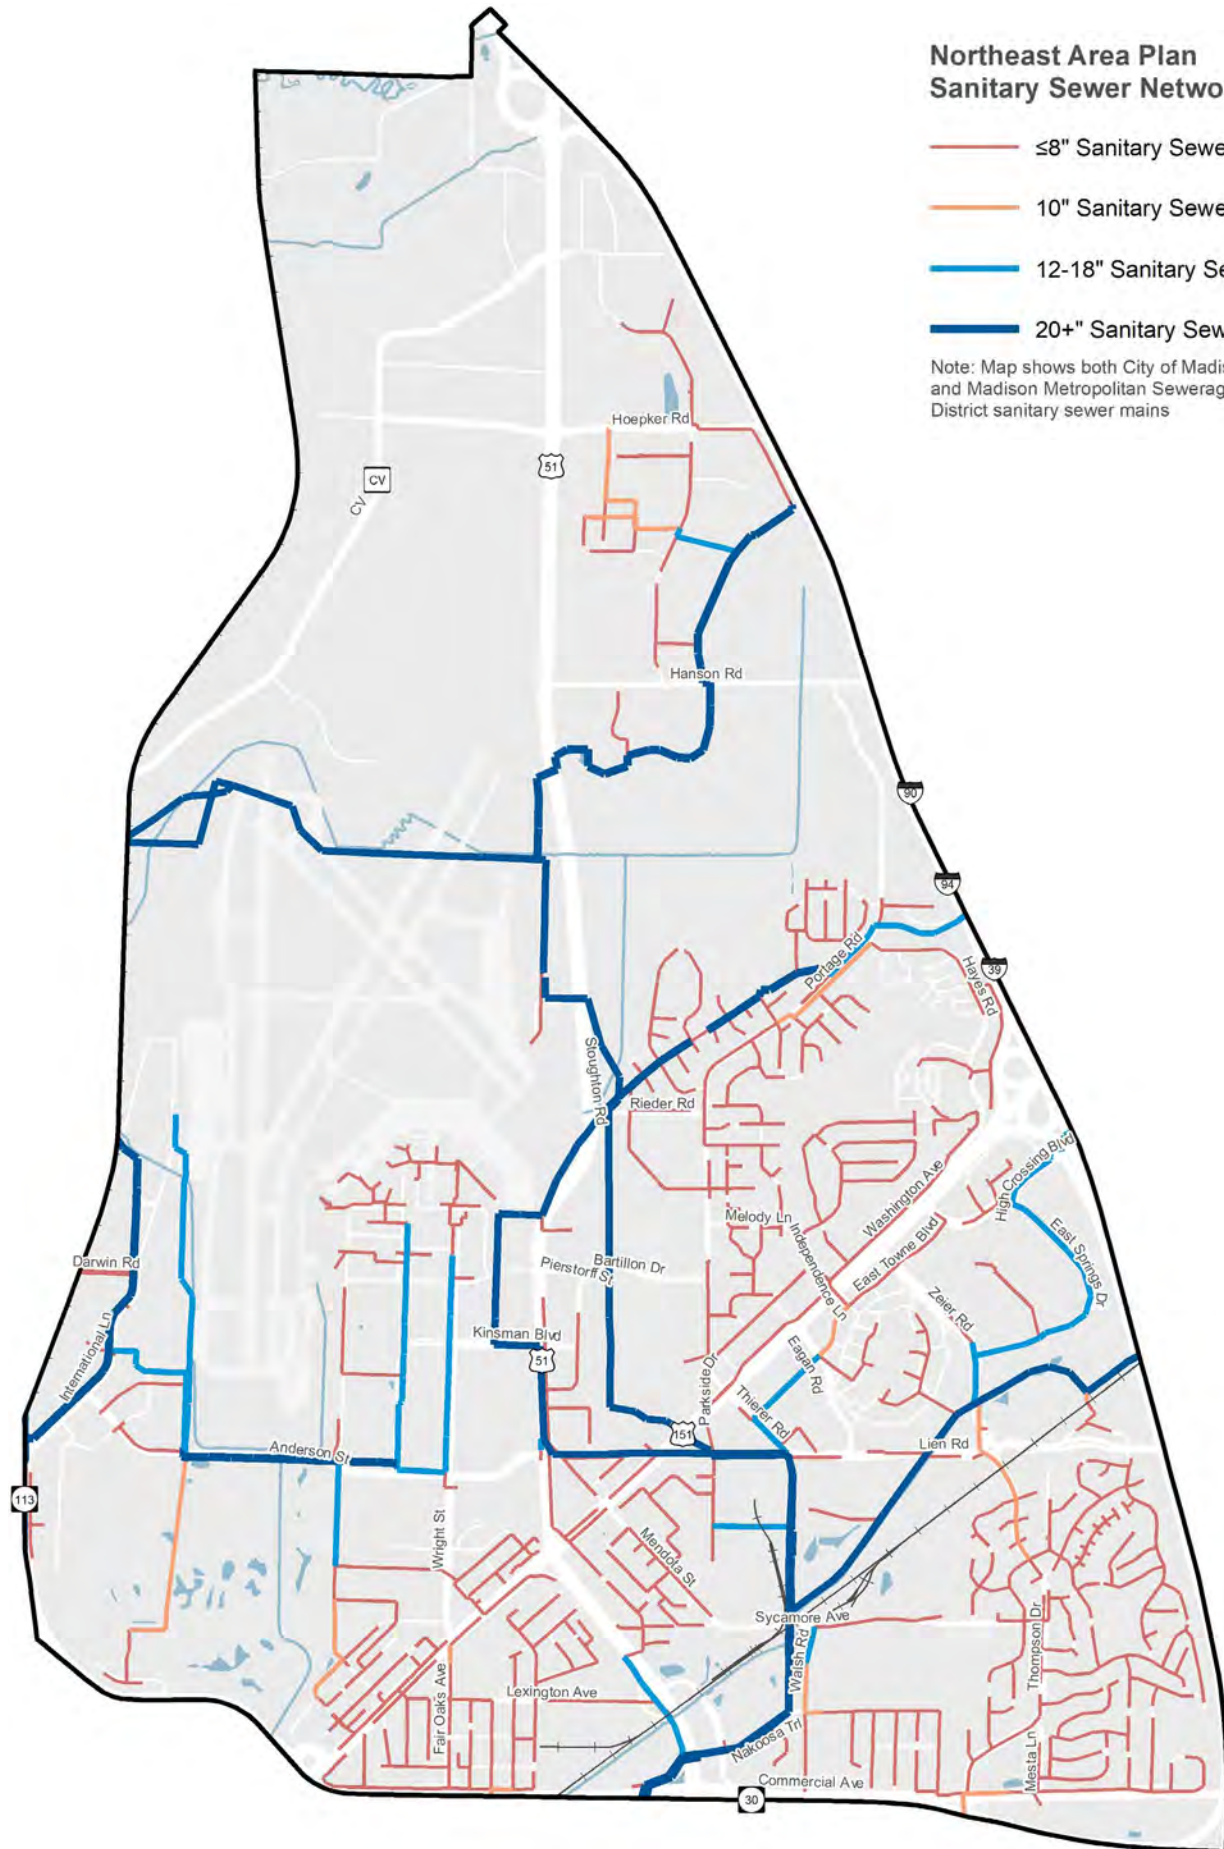 Northeast Area Plan
Sanitary Sewer Netwo
≤8" Sanitary Sewe
10" Sanitary Sewe
12-18" Sanitary Se
20+" Sanitary Sew
Note: Map shows both City of Madis
and Madison Metropolitan Sewerag
District sanitary sewer mains
Hoepker Rd
51
CV
CV
Hanson Rd
90
94
39
Portage Rd
Hayes Rd
Stoughton Rd
Rieder Rd
High Crossing Blvd
Washington Ave
Melody Ln
Independence Ln
East Towne Blvd
East Springs Dr
Darwin Rd
Bartillon Dr
Pierstorff St
Zeier Rd
International Ln
Kinsman Blvd
51
Eagan Rd
Parkside Dr
Thierer Rd
151
Lien Rd
Anderson St
113
Wright St
Mendota St
Sycamore Ave
Walsh Rd
Thompson Dr
Lexington Ave
Fair Oaks Ave
Nakoosa Trl
Mesta Ln
Commercial Ave
30